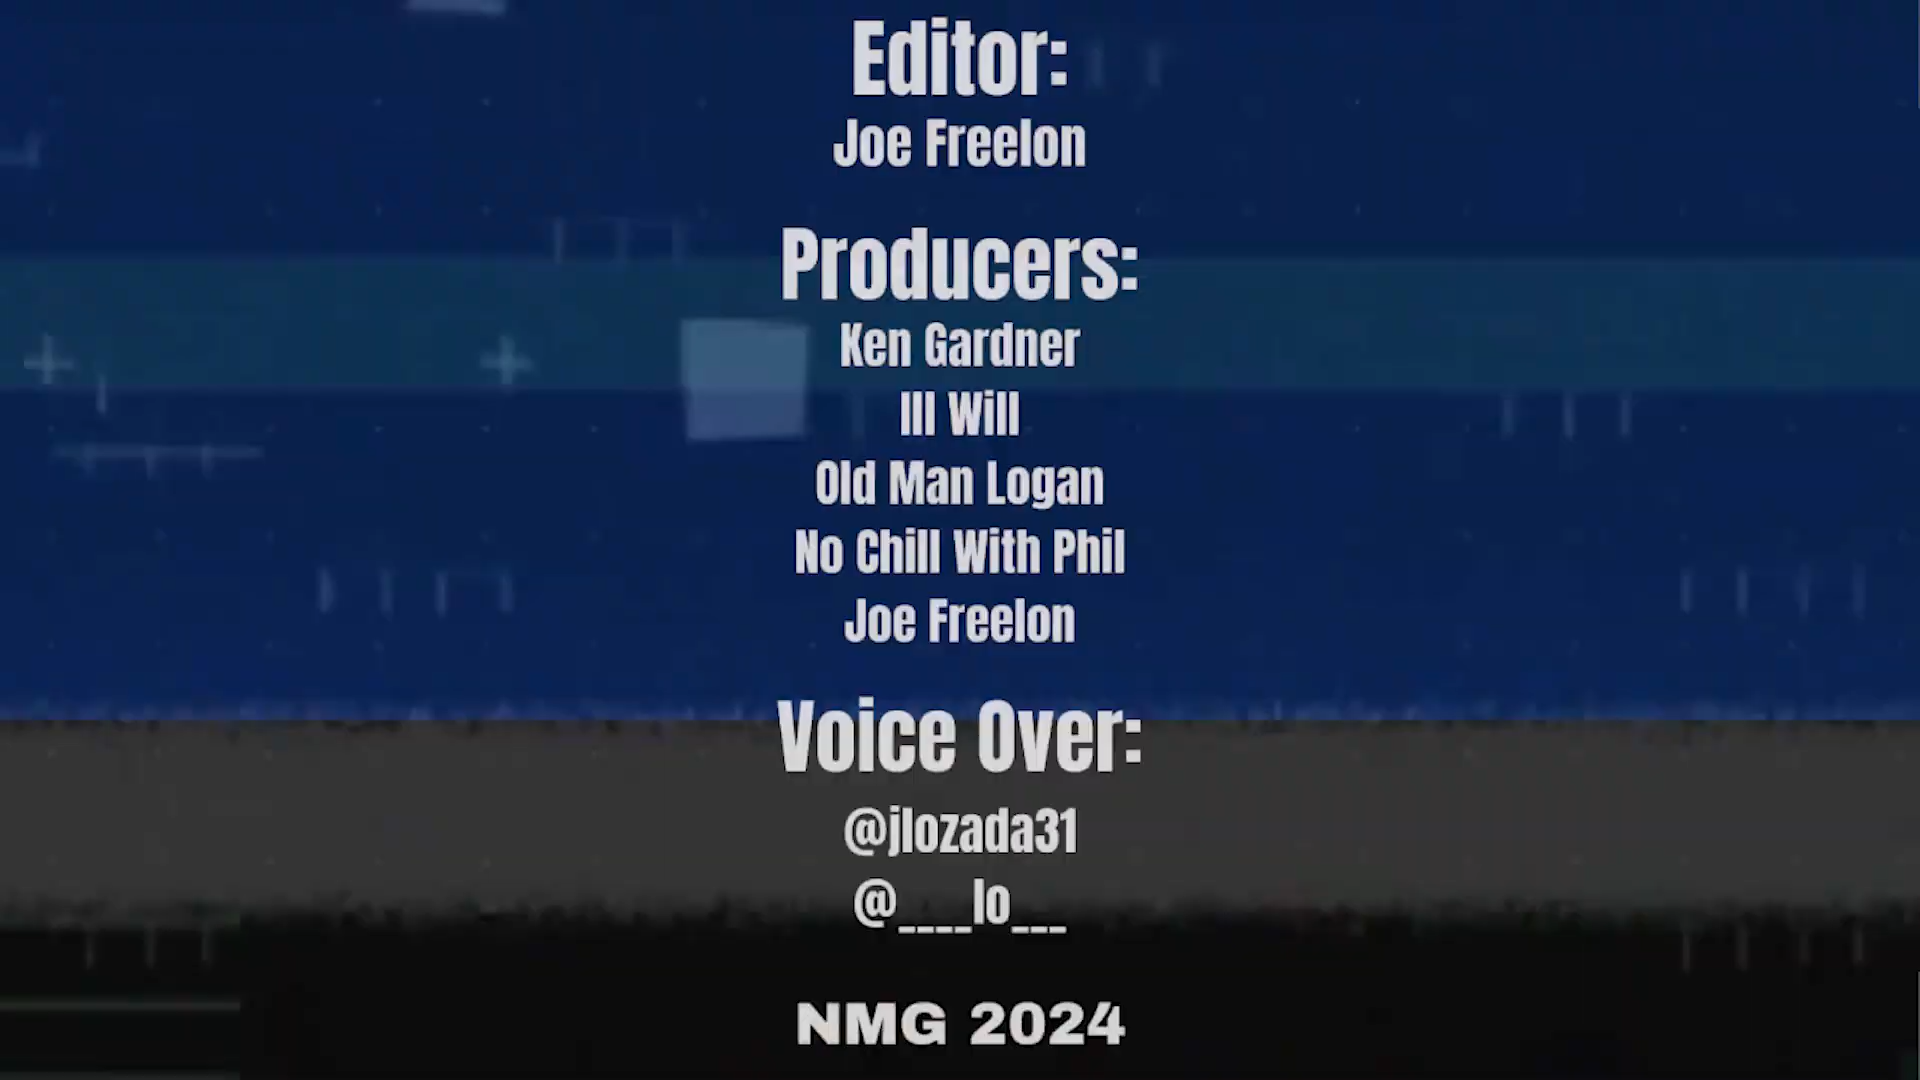 Editor:
Joe Freelon
Producers:
Ken Gardner
Ill Will
Old Man Logan
No Chill With Phil
Joe Freelon
Voice Over:
@jlozada31
@____lo___
NMG 2024